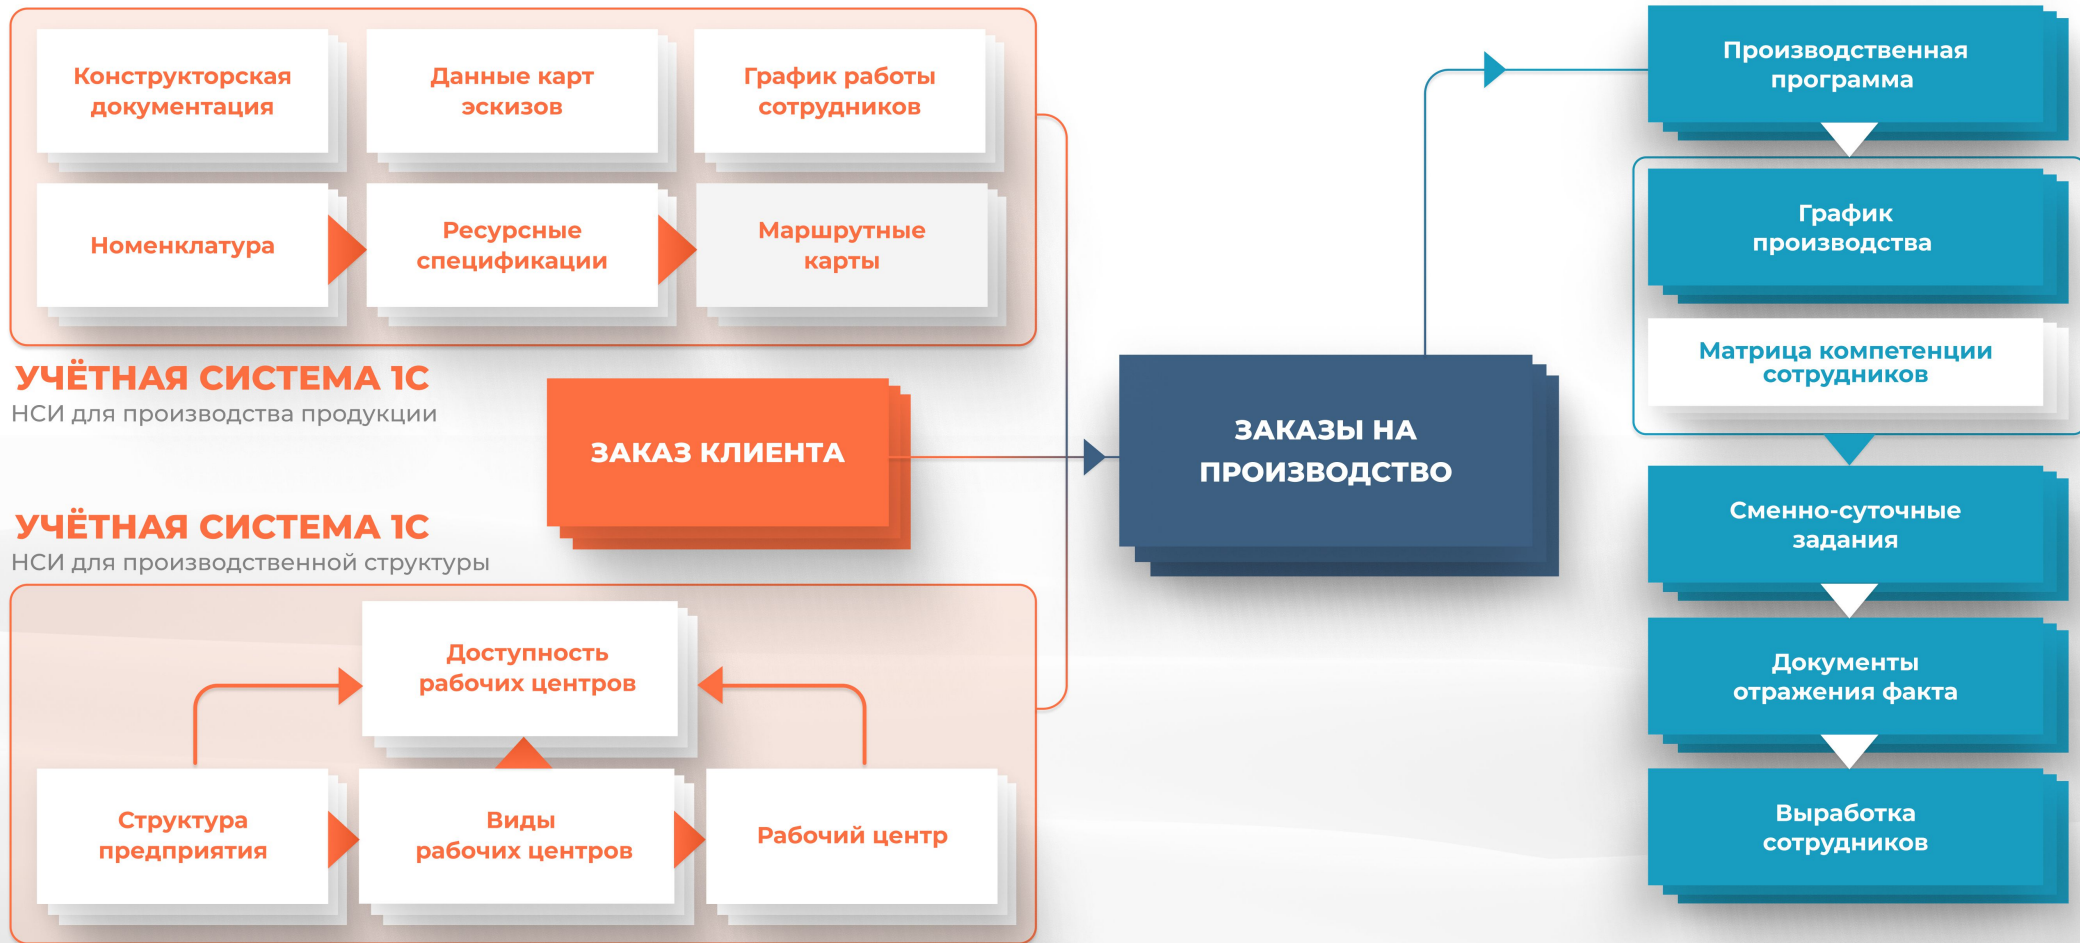 Конструкторская
документация
Данные карт
эскизов
График работы
сотрудников
Номенклатура
Ресурсные
спецификации
Маршрутные
карты
УЧЁТНАЯ СИСТЕМА 1С
НСИ для производства продукции
ЗАКАЗ КЛИЕНТА
УЧЁТНАЯ СИСТЕМА 1С
НСИ для производственной структуры
Доступность
рабочих центров
Структура
предприятия
Виды
рабочих центров
Рабочий центр
ЗАКАЗЫ НА
ПРОИЗВОДСТВО
Производственная
программа
График
производства
Матрица компетенции
сотрудников
Сменно-суточные
задания
Документы
отражения факта
Выработка
сотрудников